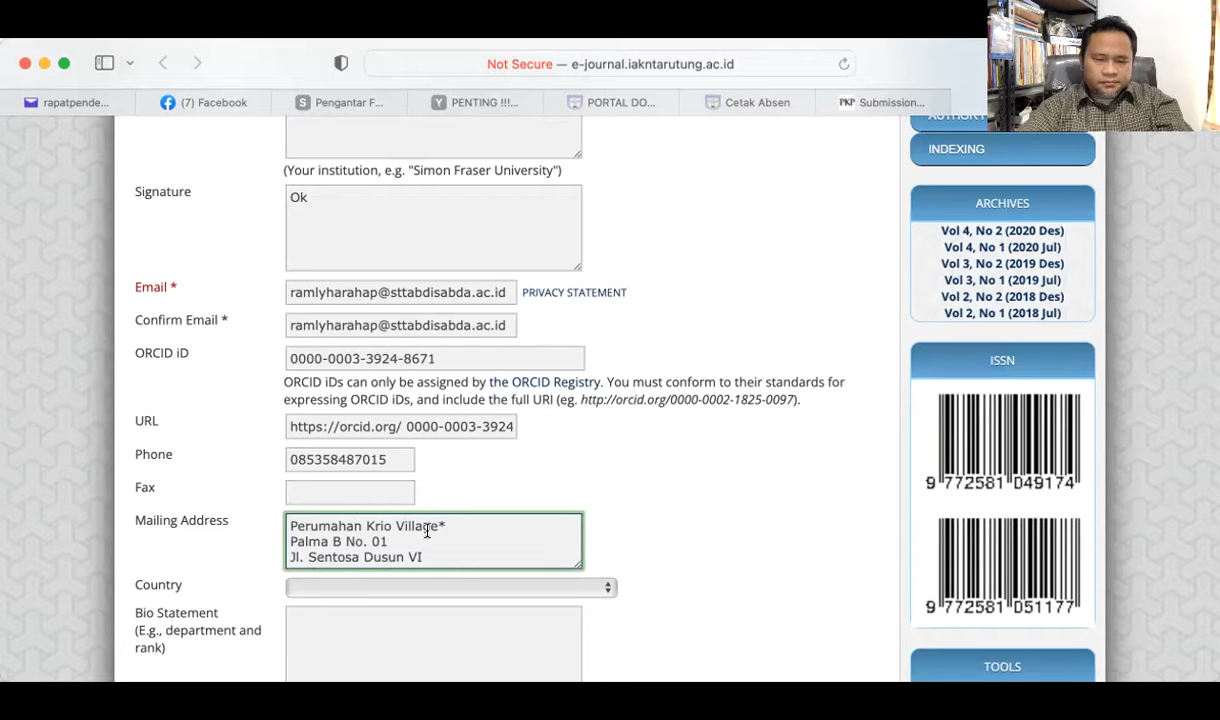 Not Secure — e-journal.iakntarutung.ac.id
rapatpende...
(7) Facebook
S Pengantar F...
Y PENTING !!!...
PORTAL DO...
Cetak Absen
PKP Submission...
INDEXING
(Your institution, e.g. "Simon Fraser University")
Signature
Ok
Email *
ramlyharahap@sttabdisabda.ac.id
PRIVACY STATEMENT
Confirm Email *
ramlyharahap@sttabdisabda.ac.id
ORCID iD
0000-0003-3924-8671
ORCID iDs can only be assigned by the ORCID Registry. You must conform to their standards for
expressing ORCID iDs, and include the full URI (eg. http://orcid.org/0000-0002-1825-0097).
URL
https://orcid.org/ 0000-0003-3924
Phone
085358487015
Fax
Mailing Address
Perumahan Krio Village*
Palma B No. 01
Jl. Sentosa Dusun VI
Country
Bio Statement
(E.g., department and
rank)
ARCHIVES
Vol 4, No 2 (2020 Des)
Vol 4, No 1 (2020 Jul)
Vol 3, No 2 (2019 Des)
Vol 3, No 1 (2019 Jul)
Vol 2, No 2 (2018 Des)
Vol 2, No 1 (2018 Jul)
ISSN
9 772581 049174
9 772581 051177
TOOLS